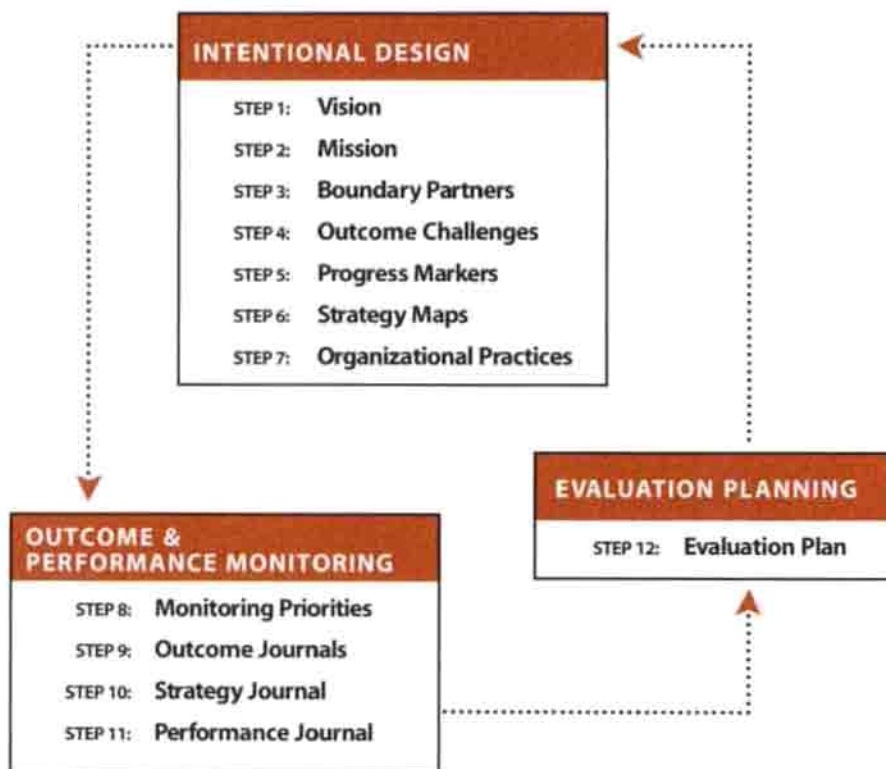 INTENTIONAL DESIGN
STEP 1: Vision
STEP 2: Mission
STEP 3: Boundary Partners
STEP 4: Outcome Challenges
STEP 5: Progress Markers
STEP 6: Strategy Maps
STEP 7: Organizational Practices
OUTCOME &
PERFORMANCE MONITORING
STEP 8: Monitoring Priorities
STEP 9: Outcome Journals
STEP 10: Strategy Journal
STEP 11: Performance Journal
EVALUATION PLANNING
STEP 12: Evaluation Plan